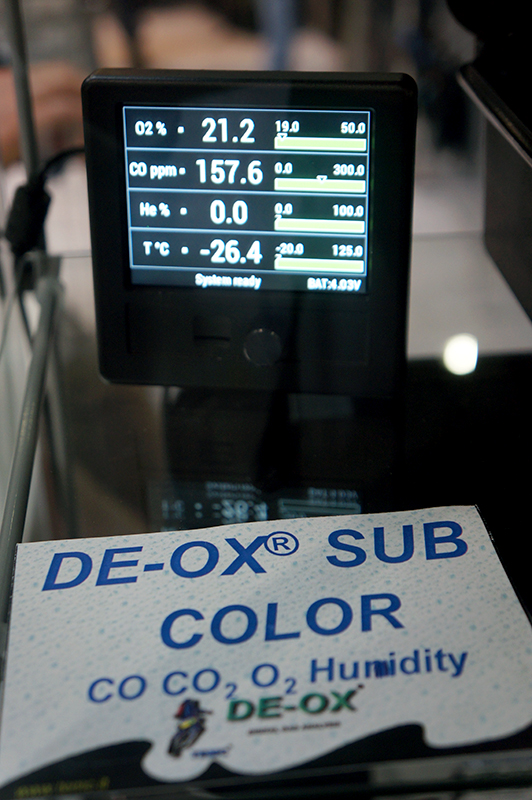 O2 % 21.2 19.0 50.0
CO ppm 157.6 0.0 300.0
He % 0.0 0.0 100.0
T °C -26.4 -20.0 125.0
System ready BAT:4.03V
DE-OX® SUB
COLOR
CO CO₂ O₂ Humidity
DE-OX